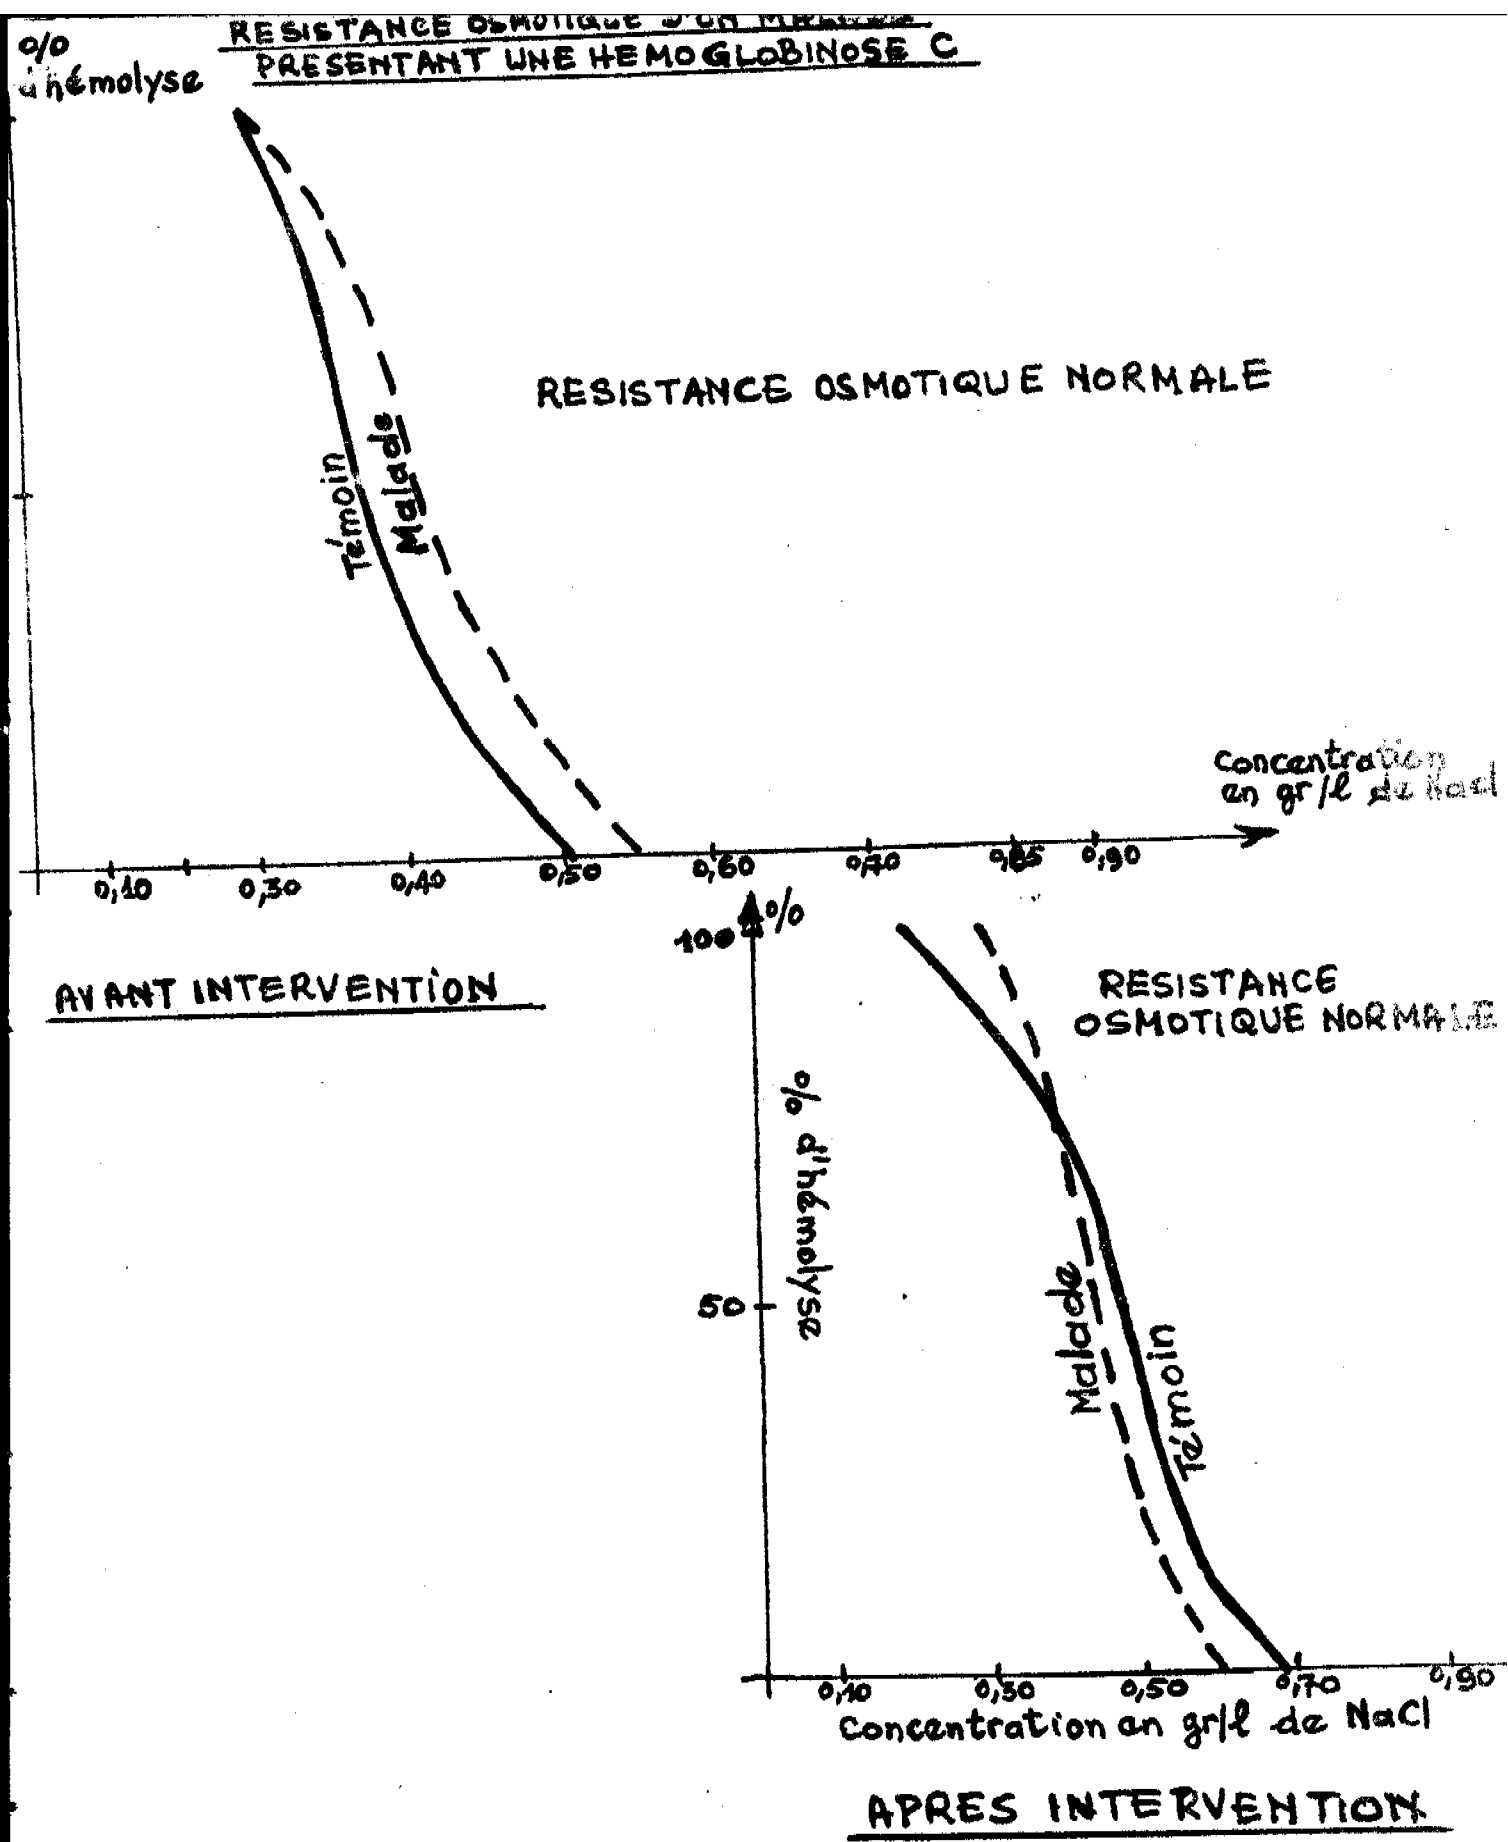 RESISTANCE OSMOTIQUE D'UN MALADE
PRESENTANT UNE HEMOGLOBINOSE C
o/o
d'hémolyse
RESISTANCE OSMOTIQUE NORMALE
Témoin
Malade
Concentration
en gr/l de Nacl
0,10 0,30 0,40 0,50 0,60 0,70 0,85 0,90
AVANT INTERVENTION
100 %
RESISTANCE
OSMOTIQUE NORMALE
% d'hémolyse
50
Malade
Témoin
0,10 0,30 0,50 0,70 0,90
Concentration en gr/l de NaCl
APRES INTERVENTION